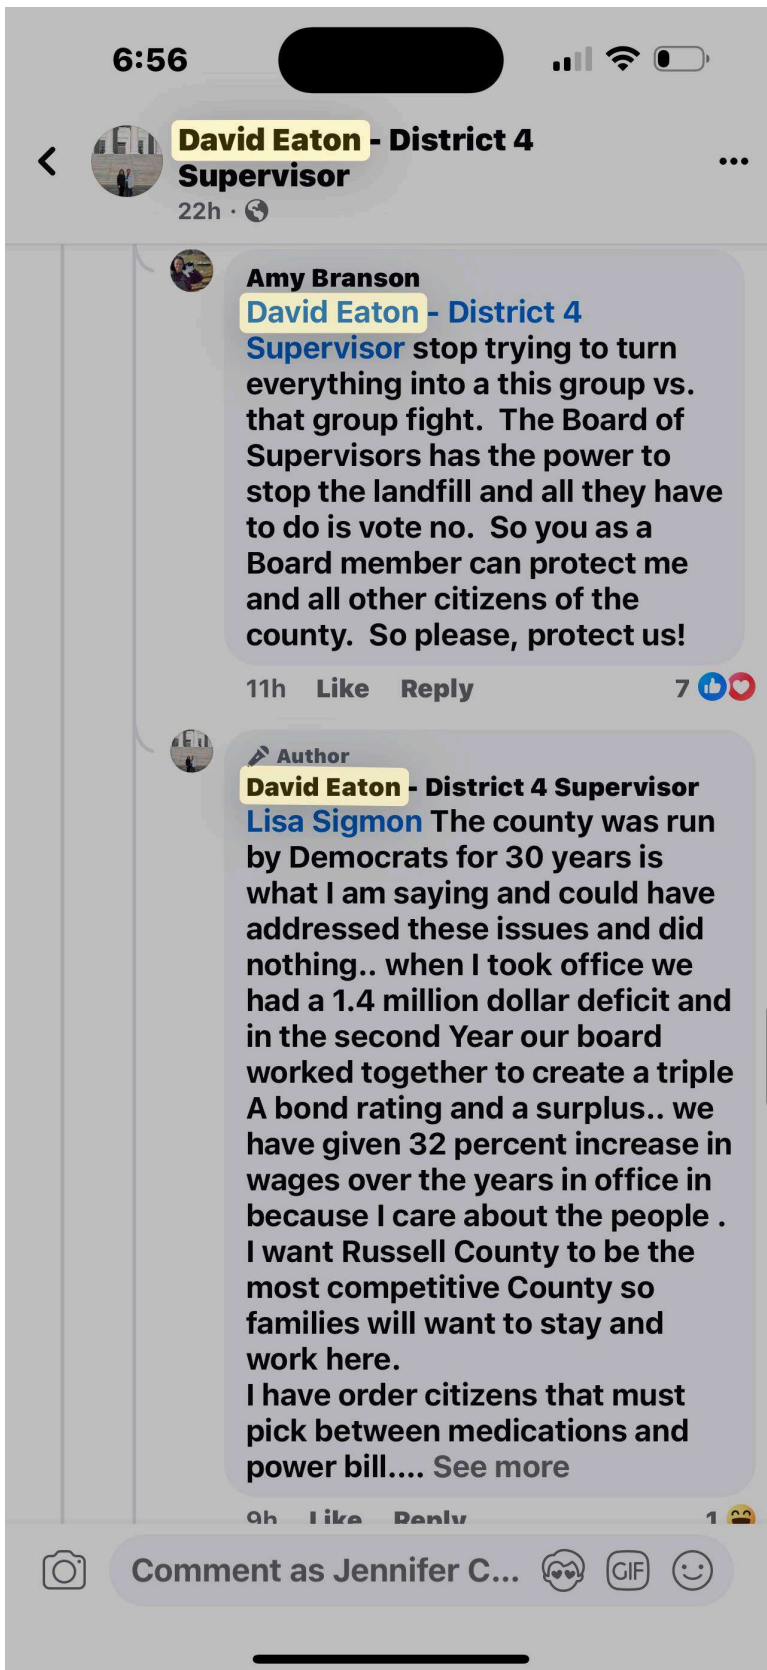 6:56
David Eaton - District 4
Supervisor
22h ·
Amy Branson
David Eaton - District 4
Supervisor stop trying to turn
everything into a this group vs.
that group fight. The Board of
Supervisors has the power to
stop the landfill and all they have
to do is vote no. So you as a
Board member can protect me
and all other citizens of the
county. So please, protect us!
11h Like Reply 7
Author
David Eaton - District 4 Supervisor
Lisa Sigmon The county was run
by Democrats for 30 years is
what I am saying and could have
addressed these issues and did
nothing.. when I took office we
had a 1.4 million dollar deficit and
in the second Year our board
worked together to create a triple
A bond rating and a surplus.. we
have given 32 percent increase in
wages over the years in office in
because I care about the people .
I want Russell County to be the
most competitive County so
families will want to stay and
work here.
I have order citizens that must
pick between medications and
power bill.... See more
9h Like Reply 1
Comment as Jennifer C... GIF